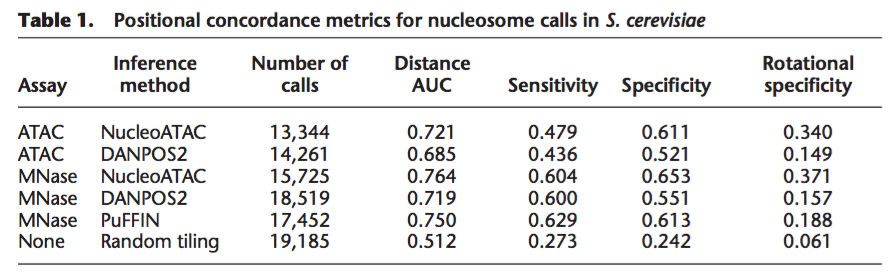 Table 1. Positional concordance metrics for nucleosome calls in S. cerevisiae
Inference Number of Distance Rotational
Assay method calls AUC Sensitivity Specificity specificity
ATAC NucleoATAC 13,344 0.721 0.479 0.611 0.340
ATAC DANPOS2 14,261 0.685 0.436 0.521 0.149
MNase NucleoATAC 15,725 0.764 0.604 0.653 0.371
MNase DANPOS2 18,519 0.719 0.600 0.551 0.157
MNase PuFFIN 17,452 0.750 0.629 0.613 0.188
None Random tiling 19,185 0.512 0.273 0.242 0.061